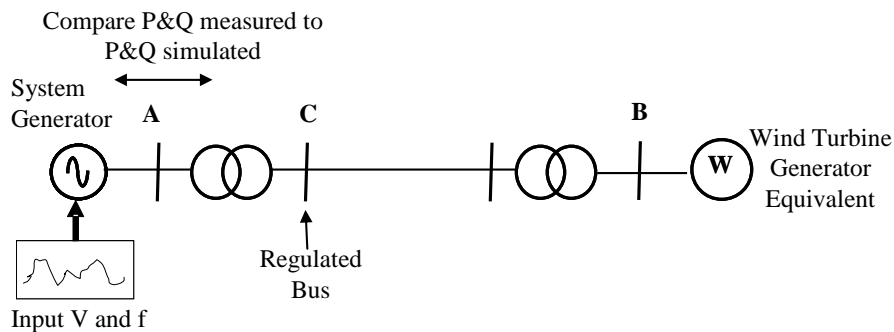 Compare P&Q measured to
P&Q simulated
System
Generator
A
C
B
W
Wind Turbine
Generator
Equivalent
Regulated
Bus
Input V and f